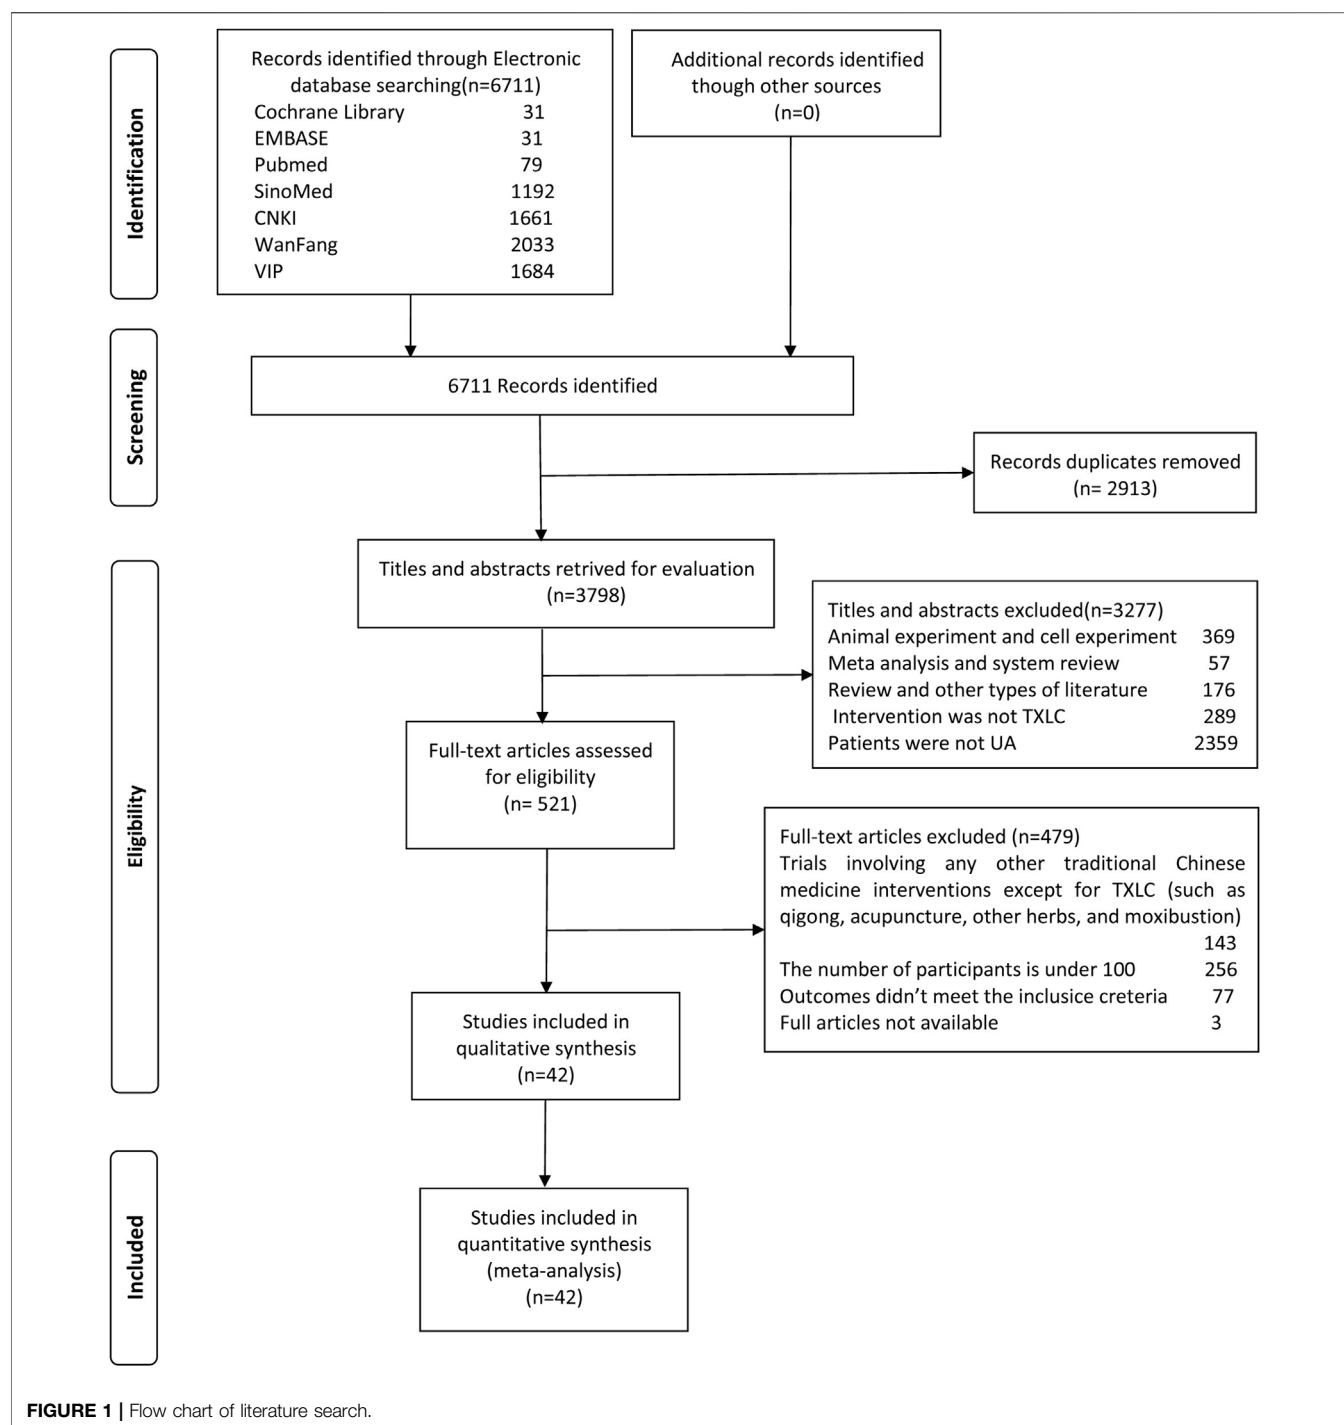 Identification
Records identified through Electronic
database searching(n=6711)
Cochrane Library 31
EMBASE 31
Pubmed 79
SinoMed 1192
CNKI 1661
WanFang 2033
VIP 1684
Additional records identified
though other sources
(n=0)
Screening
6711 Records identified
Records duplicates removed
(n= 2913)
Eligibility
Titles and abstracts retrived for evaluation
(n=3798)
Titles and abstracts excluded(n=3277)
Animal experiment and cell experiment 369
Meta analysis and system review 57
Review and other types of literature 176
Intervention was not TXLC 289
Patients were not UA 2359
Full-text articles assessed
for eligibility
(n= 521)
Full-text articles excluded (n=479)
Trials involving any other traditional Chinese
medicine interventions except for TXLC (such as
qigong, acupuncture, other herbs, and moxibustion)
143
The number of participants is under 100 256
Outcomes didn’t meet the inclusice creteria 77
Full articles not available 3
Studies included in
qualitative synthesis
(n=42)
Included
Studies included in
quantitative synthesis
(meta-analysis)
(n=42)
FIGURE 1 | Flow chart of literature search.